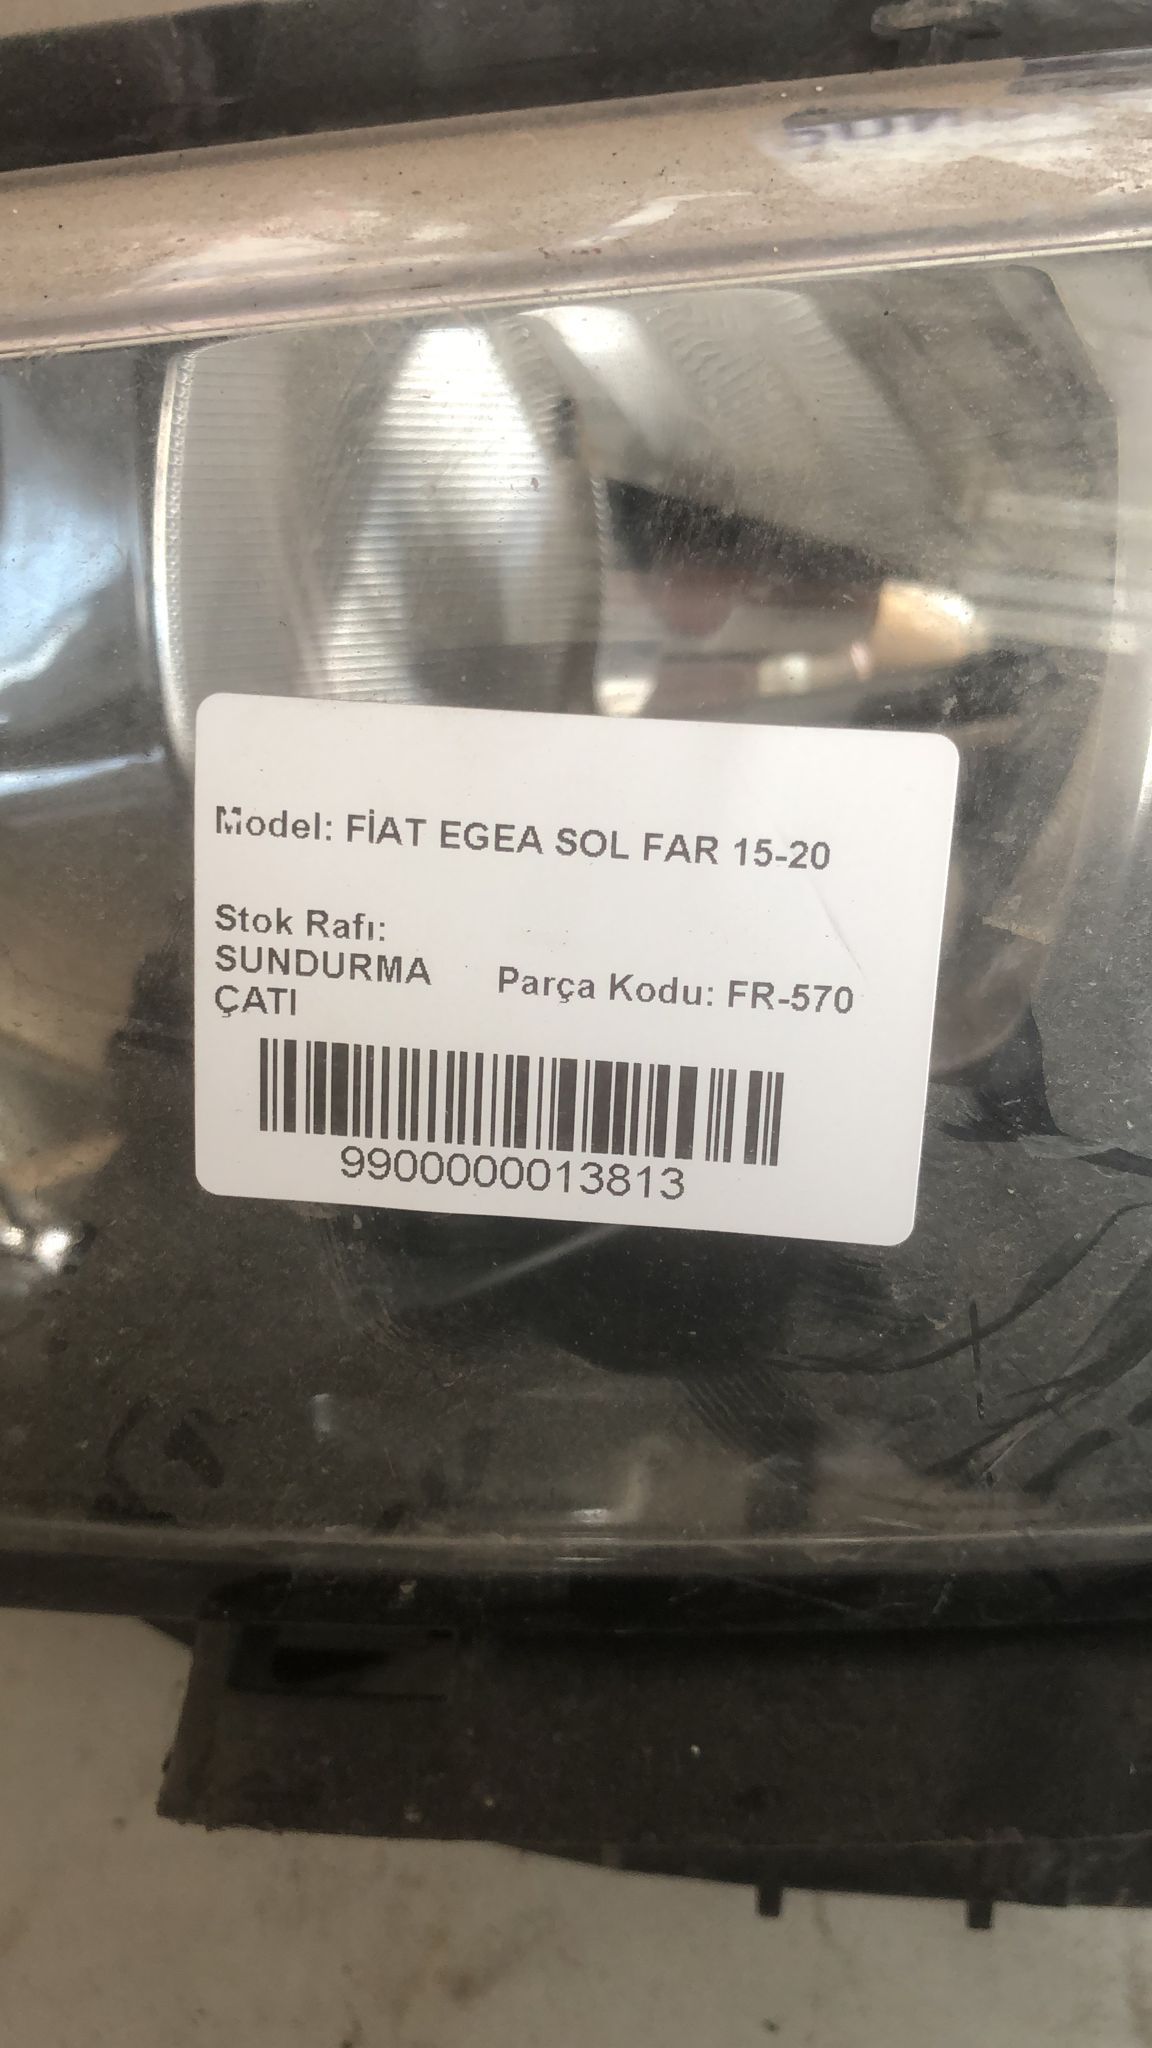 Model: FİAT EGEA SOL FAR 15-20
Stok Rafı:
SUNDURMA
ÇATI
Parça Kodu: FR-570
9900000013813